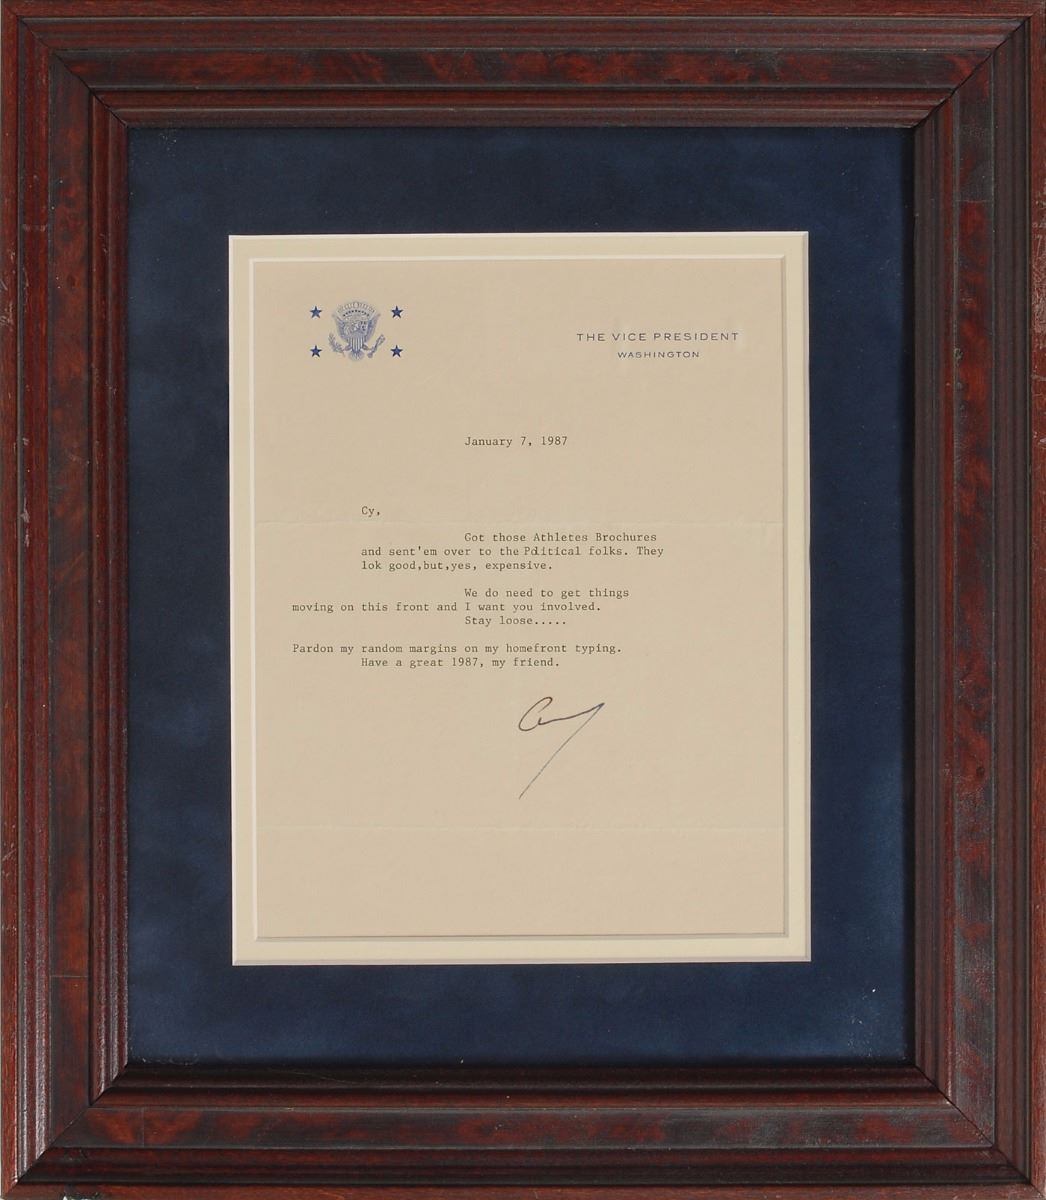 THE VICE PRESIDENT
WASHINGTON
January 7, 1987
Cy,
Got those Athletes Brochures
and sent'em over to the Political folks. They
lok good,but,yes, expensive.
We do need to get things
moving on this front and I want you involved.
Stay loose.....
Pardon my random margins on my homefront typing.
Have a great 1987, my friend.